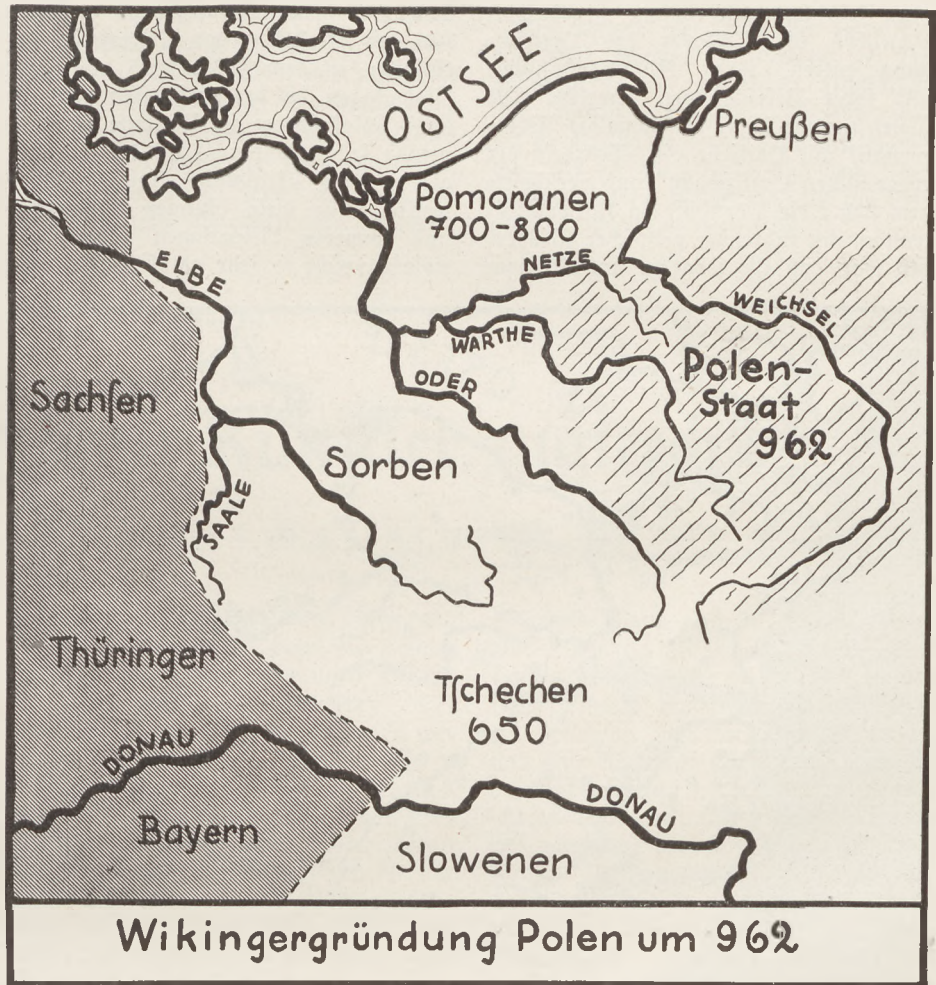 OSTSEE
Preußen
Pomoranen
700-800
NETZE
ELBE
WEICHSEL
WARTHE
Polen-
Staat
962
ODER
Sachſen
Sorben
SAALE
Thüringer
Tſchechen
650
DONAU
DONAU
Bayern
Slowenen
Wikingergründung Polen um 962